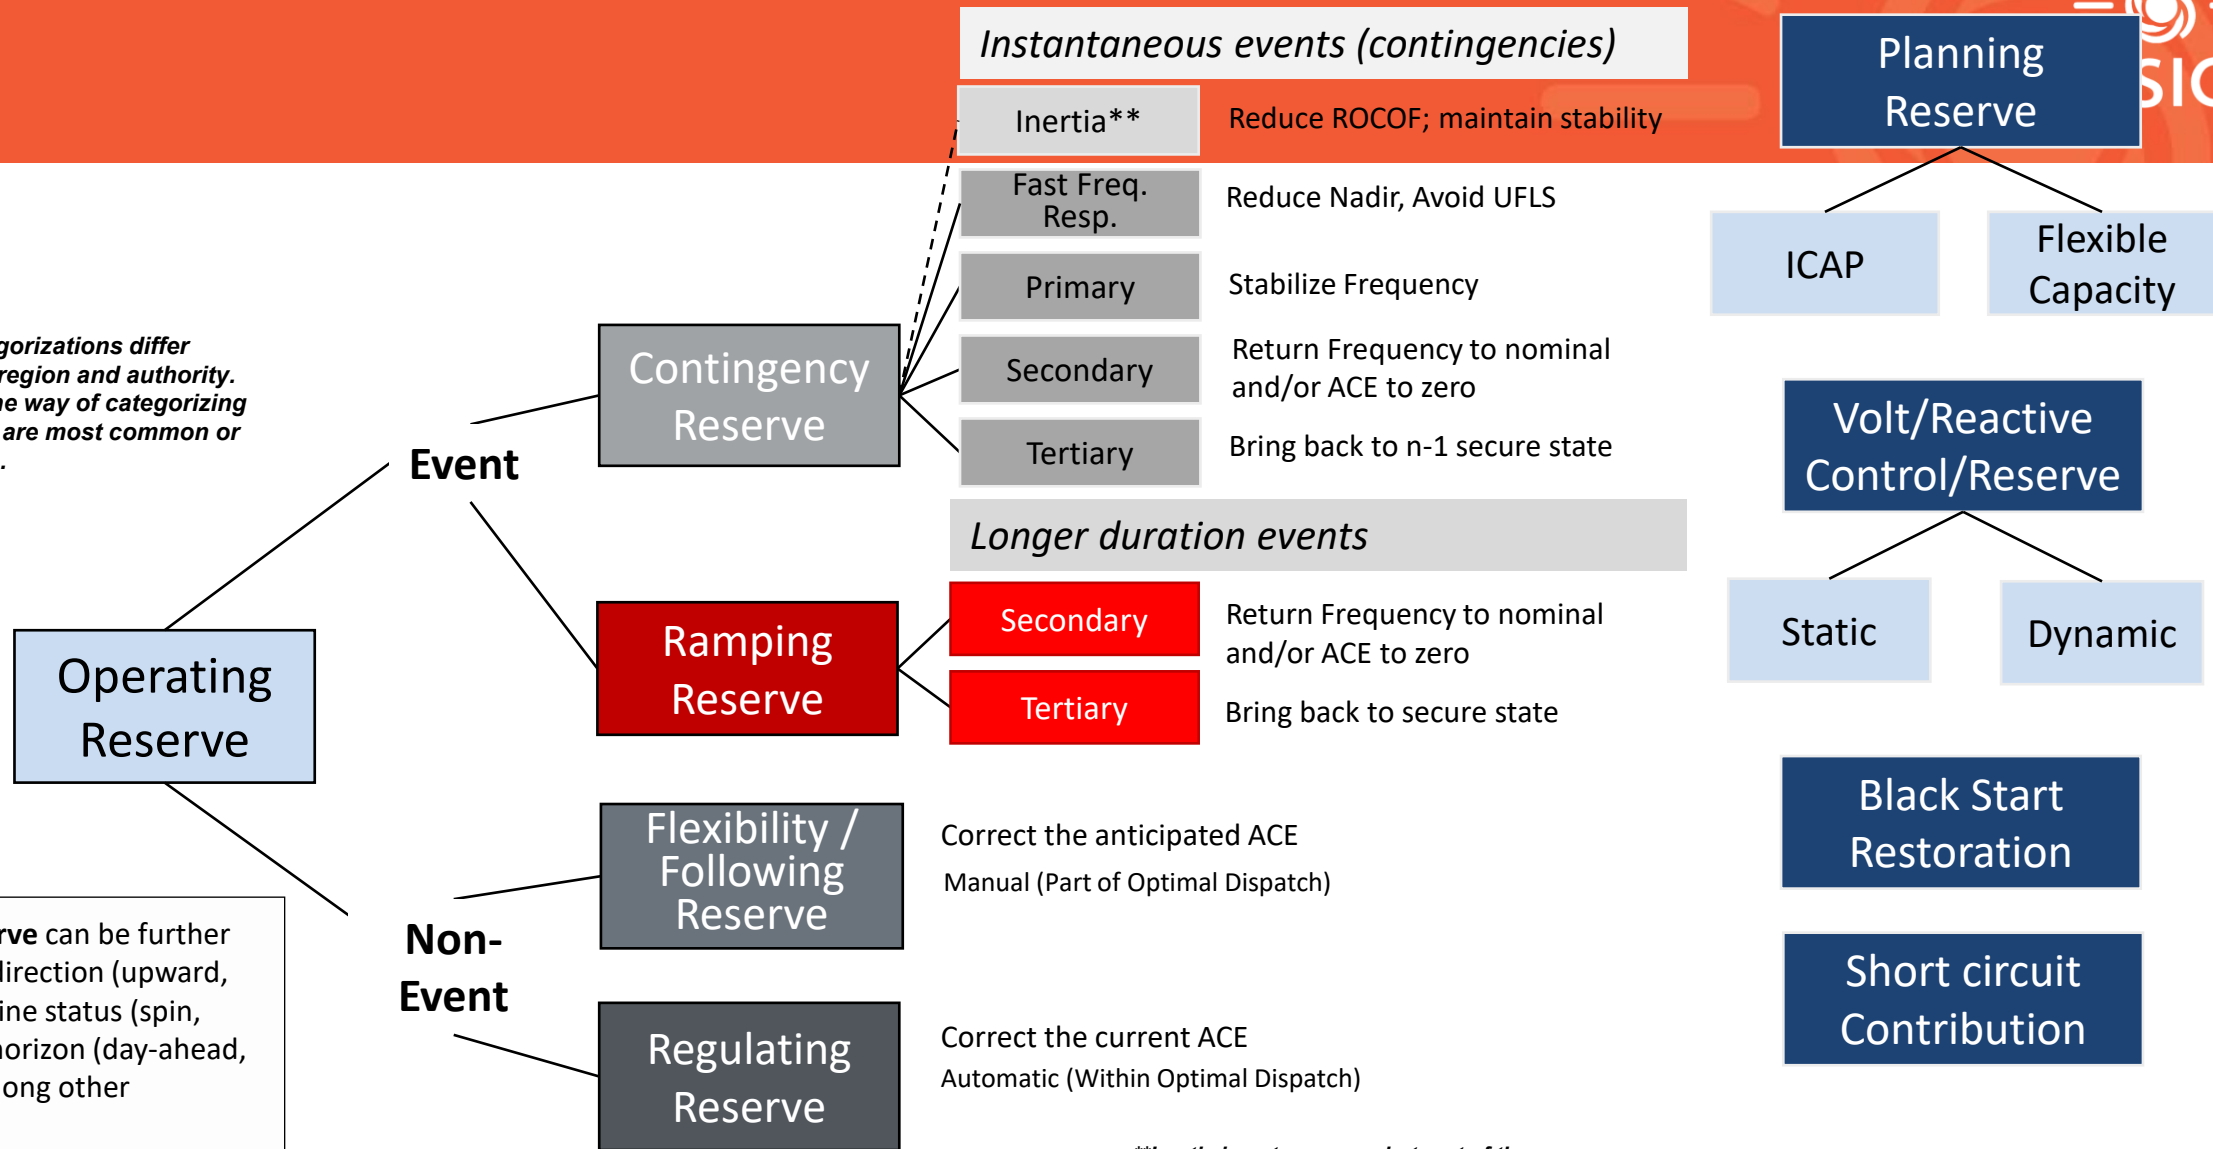 Instantaneous events (contingencies)
Inertia**
Reduce ROCOF; maintain stability
Fast Freq.
Resp.
Reduce Nadir, Avoid UFLS
Primary
Stabilize Frequency
Secondary
Return Frequency to nominal
and/or ACE to zero
Tertiary
Bring back to n-1 secure state
Contingency
Reserve
differ
region and authority.
way of categorizing
are most common or
.
Event
Longer duration events
Ramping
Reserve
Secondary
Return Frequency to nominal
and/or ACE to zero
Tertiary
Bring back to secure state
Operating
Reserve
Flexibility /
Following
Reserve
Correct the anticipated ACE
Manual (Part of Optimal Dispatch)
Non-
Event
Regulating
Reserve
Correct the current ACE
Automatic (Within Optimal Dispatch)
can be further
direction (upward,
status (spin,
horizon (day-ahead,
other
Planning
Reserve
ICAP
Flexible
Capacity
Volt/Reactive
Control/Reserve
Static
Dynamic
Black Start
Restoration
Short circuit
Contribution